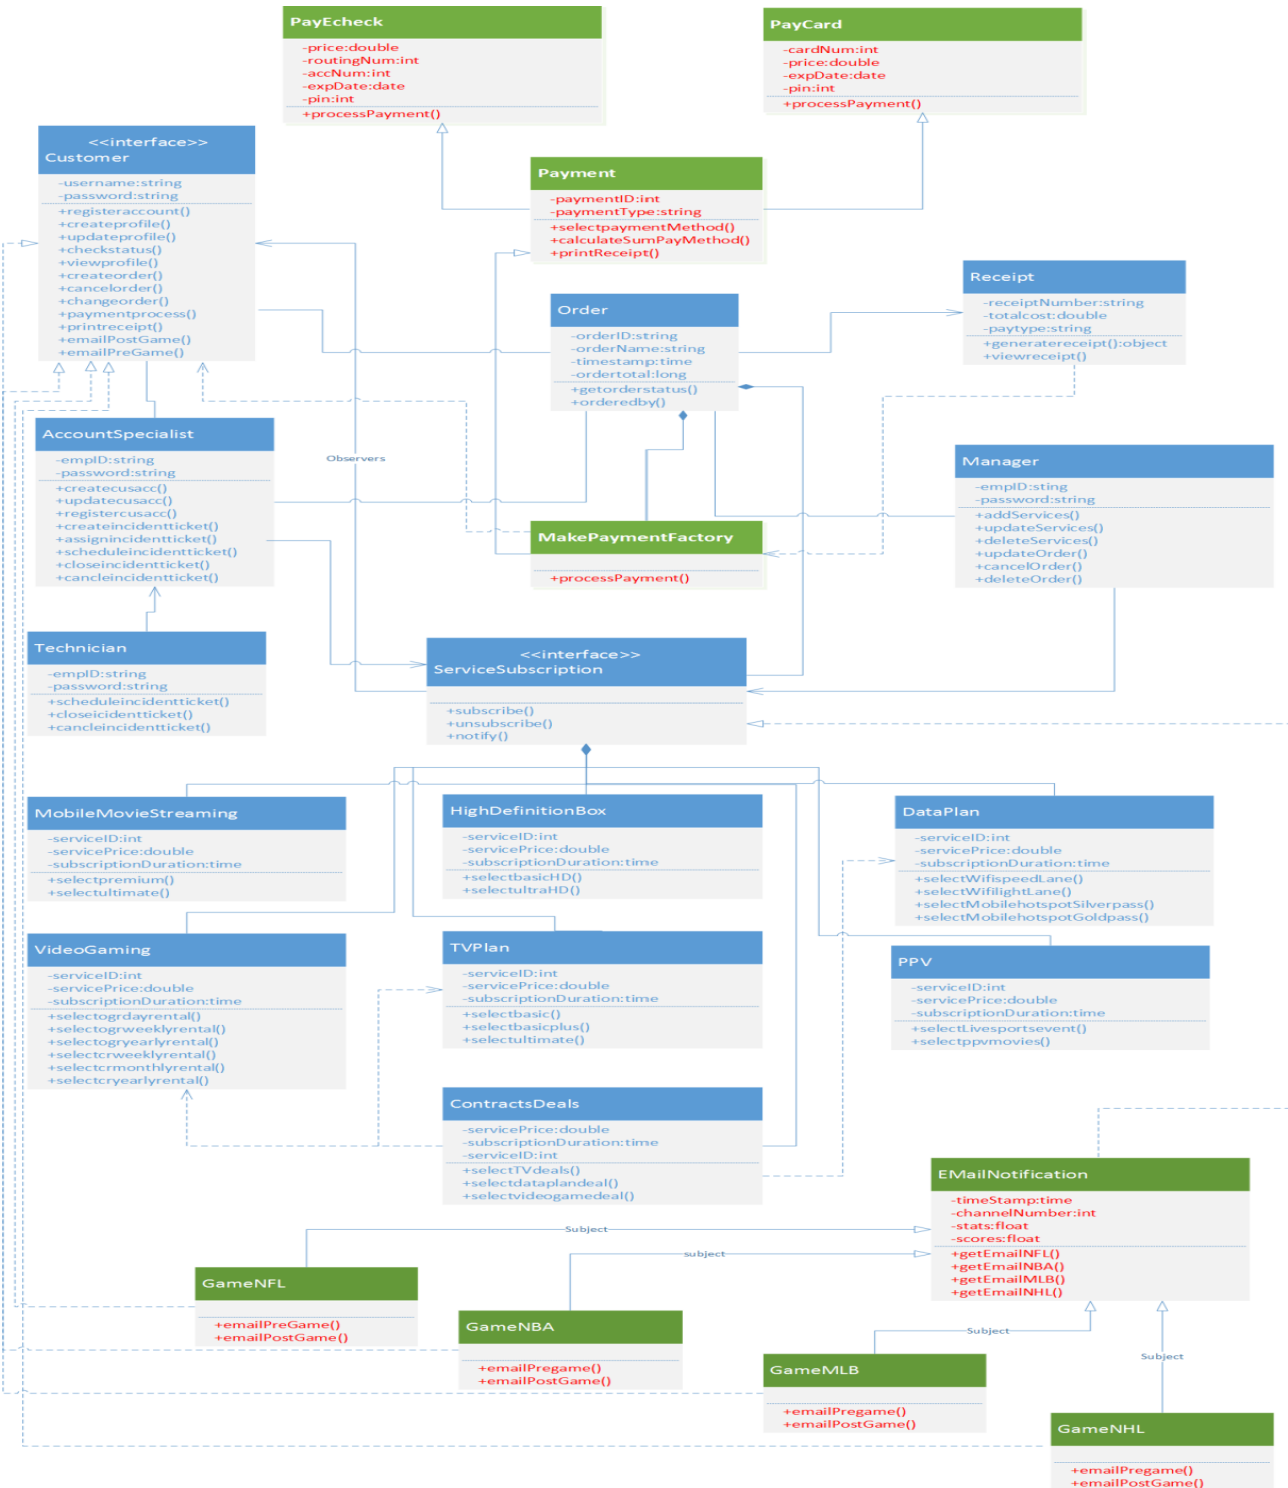 PayEcheck
-price:double
-routingNum:int
-accNum:int
-expDate:date
-pin:int
+processPayment()
PayCard
-cardNum:int
-price:double
-expDate:date
-pin:int
+processPayment()
<<interface>>
Customer
-username:string
-password:string
+registeraccount()
+createprofile()
+updateprofile()
+checkstatus()
+viewprofile()
+createorder()
+cancelorder()
+changeorder()
+paymentprocess()
+printreceipt()
+emailPostGame()
+emailPreGame()
Payment
-paymentID:int
-paymentType:string
+selectpaymentMethod()
+calculateSumPayMethod()
+printReceipt()
Order
-orderID:string
-orderName:string
-timestamp:time
-ordertotal:long
+getorderstatus()
+orderedby()
Receipt
-receiptNumber:string
-totalcost:double
-paytype:string
+generatereceipt():object
+viewreceipt()
AccountSpecialist
-empID:string
-password:string
+createcusacc()
+updatecusacc()
+registercusacc()
+createincidentticket()
+assignincidentticket()
+scheduleincidentticket()
+closeincidentticket()
+cancleincidentticket()
Observers
MakePaymentFactory
+processPayment()
Manager
-empID:sting
-password:string
+addServices()
+updateServices()
+deleteServices()
+updateOrder()
+cancelOrder()
+deleteOrder()
Technician
-empID:string
-password:string
+scheduleincidentticket()
+closeicidentticket()
+cancleincidentticket()
<<interface>>
ServiceSubscription
+subscribe()
+unsubscribe()
+notify()
MobileMovieStreaming
-serviceID:int
-servicePrice:double
-subscriptionDuration:time
+selectpremium()
+selectultimate()
HighDefinitionBox
-serviceID:int
-servicePrice:double
-subscriptionDuration:time
+selectbasicHD()
+selectultraHD()
DataPlan
-serviceID:int
-servicePrice:double
-subscriptionDuration:time
+selectWifispeedLane()
+selectWifilightLane()
+selectMobilehotspotSilverpass()
+selectMobilehotspotGoldpass()
VideoGaming
-serviceID:int
-servicePrice:double
-subscriptionDuration:time
+selectogrdayrental()
+selectogrweeklyrental()
+selectogryearlyrental()
+selectcrweeklyrental()
+selectcrmonthlyrental()
+selectcryearlyrental()
TVPlan
-serviceID:int
-servicePrice:double
-subscriptionDuration:time
+selectbasic()
+selectbasicplus()
+selectultimate()
PPV
-serviceID:int
-servicePrice:double
-subscriptionDuration:time
+selectLivesportsevent()
+selectppvmovies()
ContractsDeals
-servicePrice:double
-subscriptionDuration:time
-serviceID:int
+selectTVdeals()
+selectdataplandeal()
+selectvideogamedeal()
EMailNotification
-timeStamp:time
-channelNumber:int
-stats:float
-scores:float
+getEmailNFL()
+getEmailNBA()
+getEmailMLB()
+getEmailNHL()
Subject
subject
GameNFL
+emailPreGame()
+emailPostGame()
GameNBA
+emailPregame()
+emailPostGame()
Subject
Subject
GameMLB
+emailPregame()
+emailPostGame()
GameNHL
+emailPregame()
+emailPostGame()